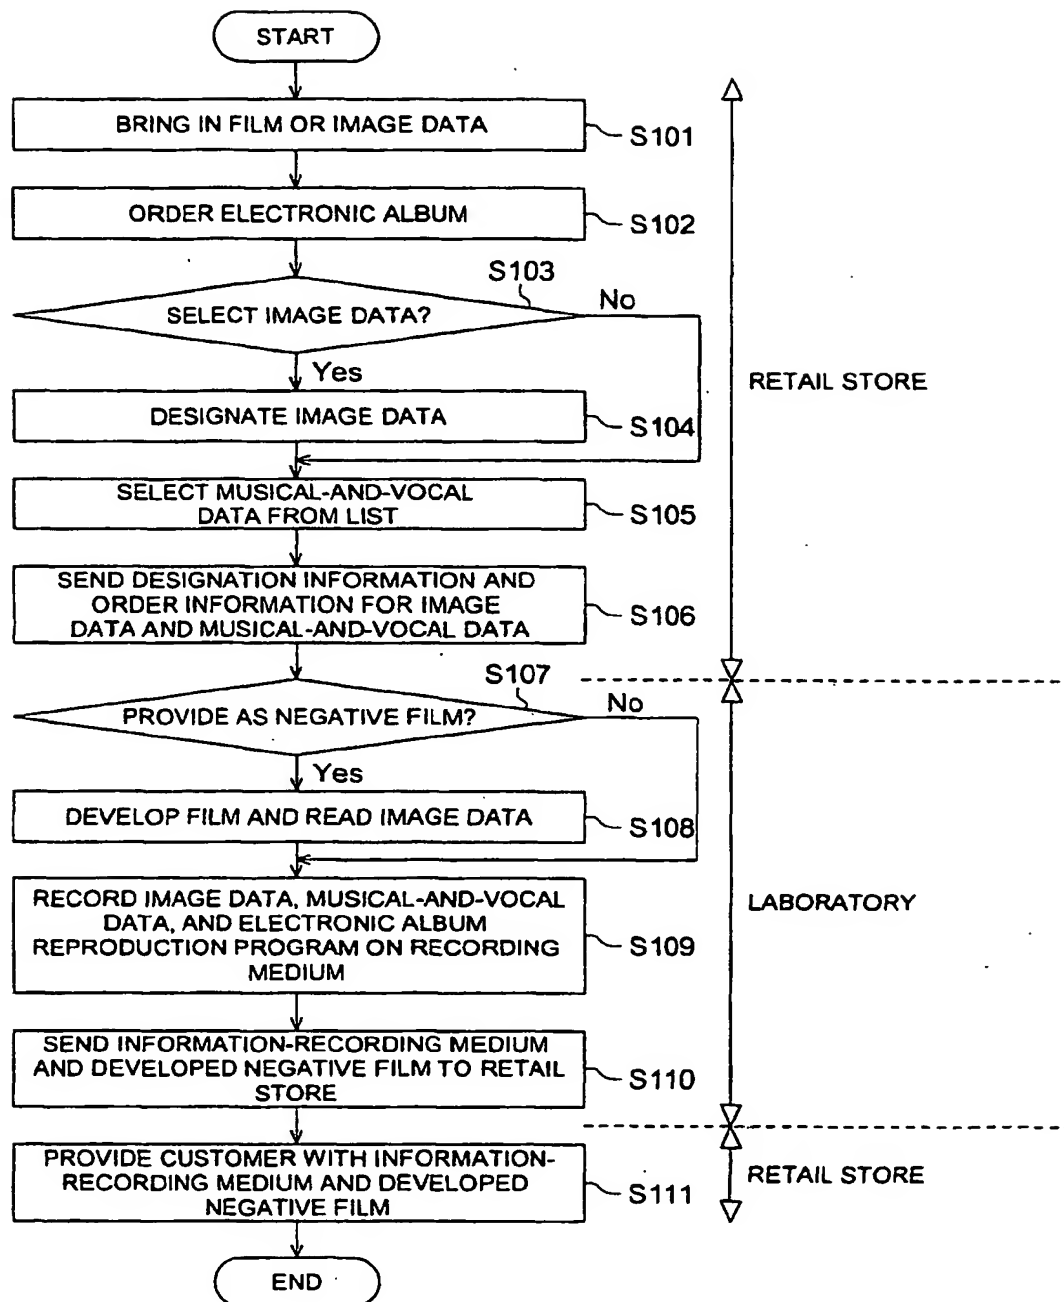 START
BRING IN FILM OR IMAGE DATA
S101
ORDER ELECTRONIC ALBUM
S102
S103
SELECT IMAGE DATA?
No
Yes
RETAIL STORE
DESIGNATE IMAGE DATA
S104
SELECT MUSICAL-AND-VOCAL
DATA FROM LIST
S105
SEND DESIGNATION INFORMATION AND
ORDER INFORMATION FOR IMAGE
DATA AND MUSICAL-AND-VOCAL DATA
S106
S107
PROVIDE AS NEGATIVE FILM?
No
Yes
DEVELOP FILM AND READ IMAGE DATA
S108
RECORD IMAGE DATA, MUSICAL-AND-VOCAL
DATA, AND ELECTRONIC ALBUM
REPRODUCTION PROGRAM ON RECORDING
MEDIUM
S109
LABORATORY
SEND INFORMATION-RECORDING MEDIUM
AND DEVELOPED NEGATIVE FILM TO RETAIL
STORE
S110
PROVIDE CUSTOMER WITH INFORMATION-
RECORDING MEDIUM AND DEVELOPED
NEGATIVE FILM
S111
RETAIL STORE
END